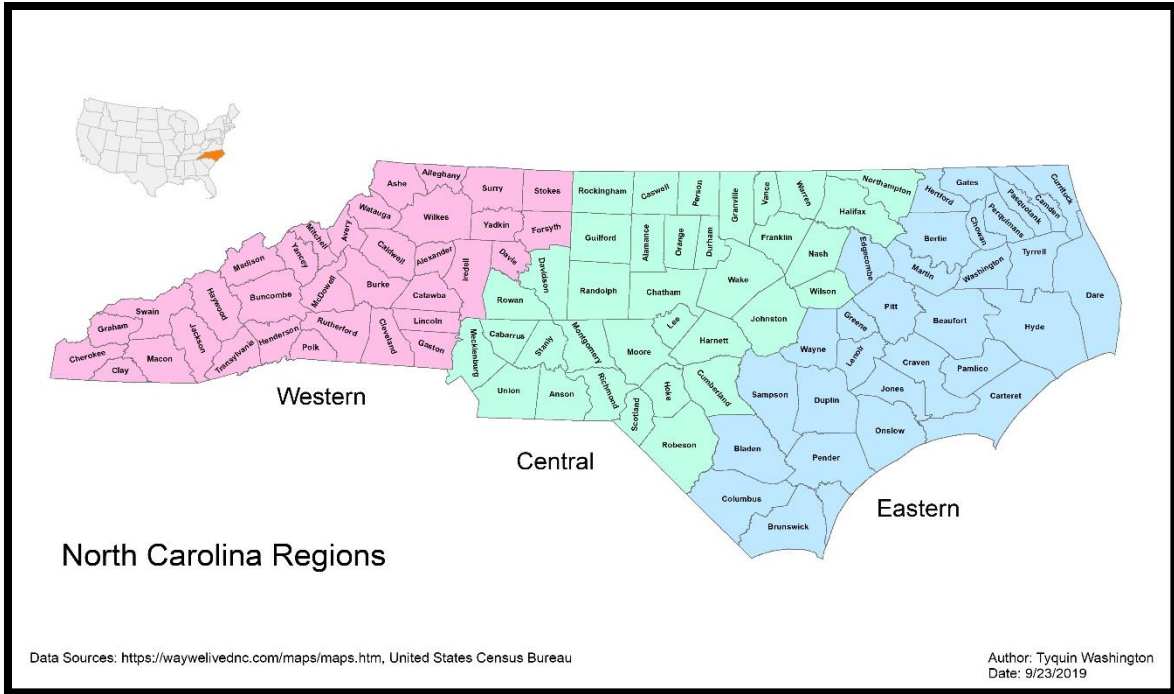 Alleghany
Ashe
Surry
Stokes
Rockingham
Caswell
Person
Granville
Vance
Warren
Northampton
Hertford
Gates
Currituck
Camden
Pasquotank
Perquimans
Halifax
Watauga
Wilkes
Yadkin
Forsyth
Guilford
Alamance
Orange
Durham
Franklin
Nash
Edgecombe
Bertie
Chowan
Mitchell
Avery
Caldwell
Alexander
Iredell
Davie
Davidson
Madison
Yancey
Wake
Martin
Washington
Tyrrell
Dare
Haywood
Buncombe
McDowell
Burke
Catawba
Rowan
Randolph
Chatham
Wilson
Pitt
Beaufort
Hyde
Swain
Graham
Jackson
Transylvania
Henderson
Rutherford
Polk
Cleveland
Lincoln
Gaston
Mecklenburg
Cabarrus
Stanly
Montgomery
Moore
Lee
Harnett
Johnston
Wayne
Greene
Lenoir
Craven
Pamlico
Cherokee
Clay
Macon
Union
Anson
Richmond
Scotland
Hoke
Cumberland
Sampson
Duplin
Jones
Onslow
Carteret
Robeson
Bladen
Pender
Columbus
Brunswick
Western
Central
Eastern
North Carolina Regions
Data Sources: https://waywelivednc.com/maps/maps.htm, United States Census Bureau
Author: Tyquin Washington
Date: 9/23/2019